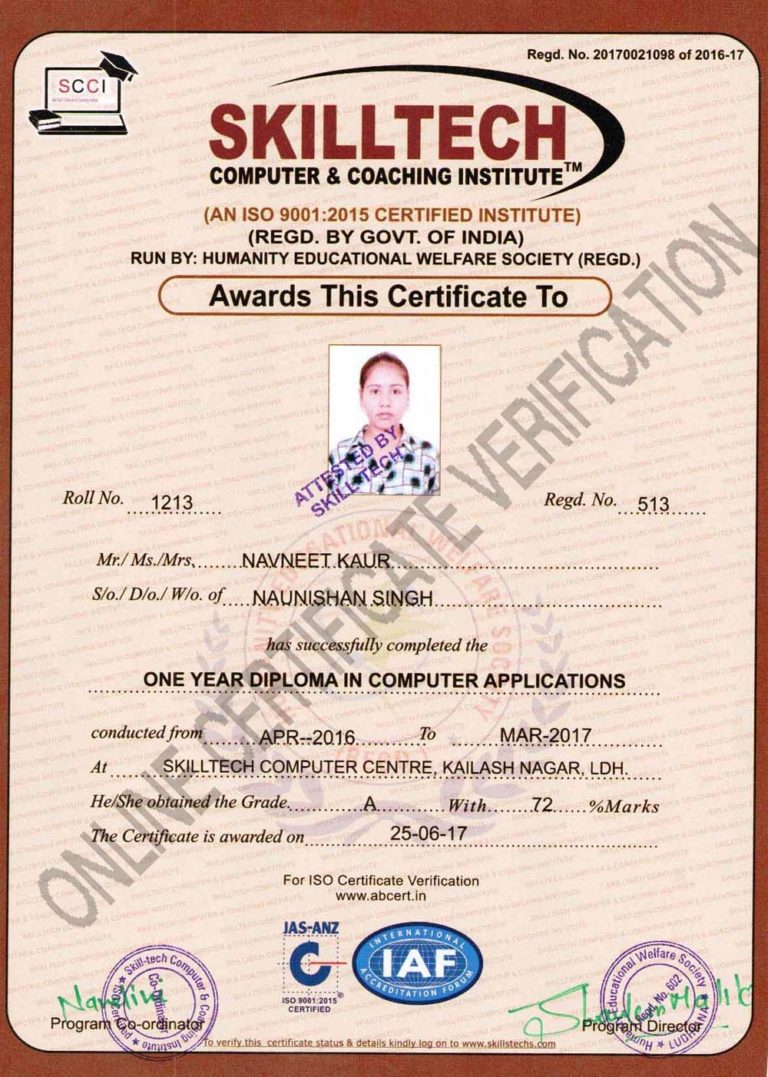 Regd. No. 20170021098 of 2016-17
SCCI
SKILLTECH
COMPUTER & COACHING INSTITUTE™
(AN ISO 9001:2015 CERTIFIED INSTITUTE)
(REGD. BY GOVT. OF INDIA)
RUN BY: HUMANITY EDUCATIONAL WELFARE SOCIETY (REGD.)
Awards This Certificate To
ATTESTED BY
SKILL-TECH
Roll No. 1213
Regd. No. 513
Mr./ Ms./Mrs. NAVNEET KAUR
S/o./ D/o./ W/o. of NAUNISHAN SINGH
has successfully completed the
ONE YEAR DIPLOMA IN COMPUTER APPLICATIONS
conducted from APR--2016 To MAR-2017
At SKILLTECH COMPUTER CENTRE, KAILASH NAGAR, LDH.
He/She obtained the Grade. A With 72 %Marks
The Certificate is awarded on 25-06-17
ONLINE CERTIFICATE VERIFICATION
For ISO Certificate Verification
www.abcert.in
JAS-ANZ
C
ISO 9001:2015
CERTIFIED
INTERNATIONAL
IAF
ACCREDITATION FORUM
Skill-tech Computer & Coaching Institute
Co-ordinator
Program Co-ordinator
Educational Welfare Society
Regd. No. 602
LUDHIANA
Program Director
To verify this certificate status & details kindly log on to www.skillstechs.com